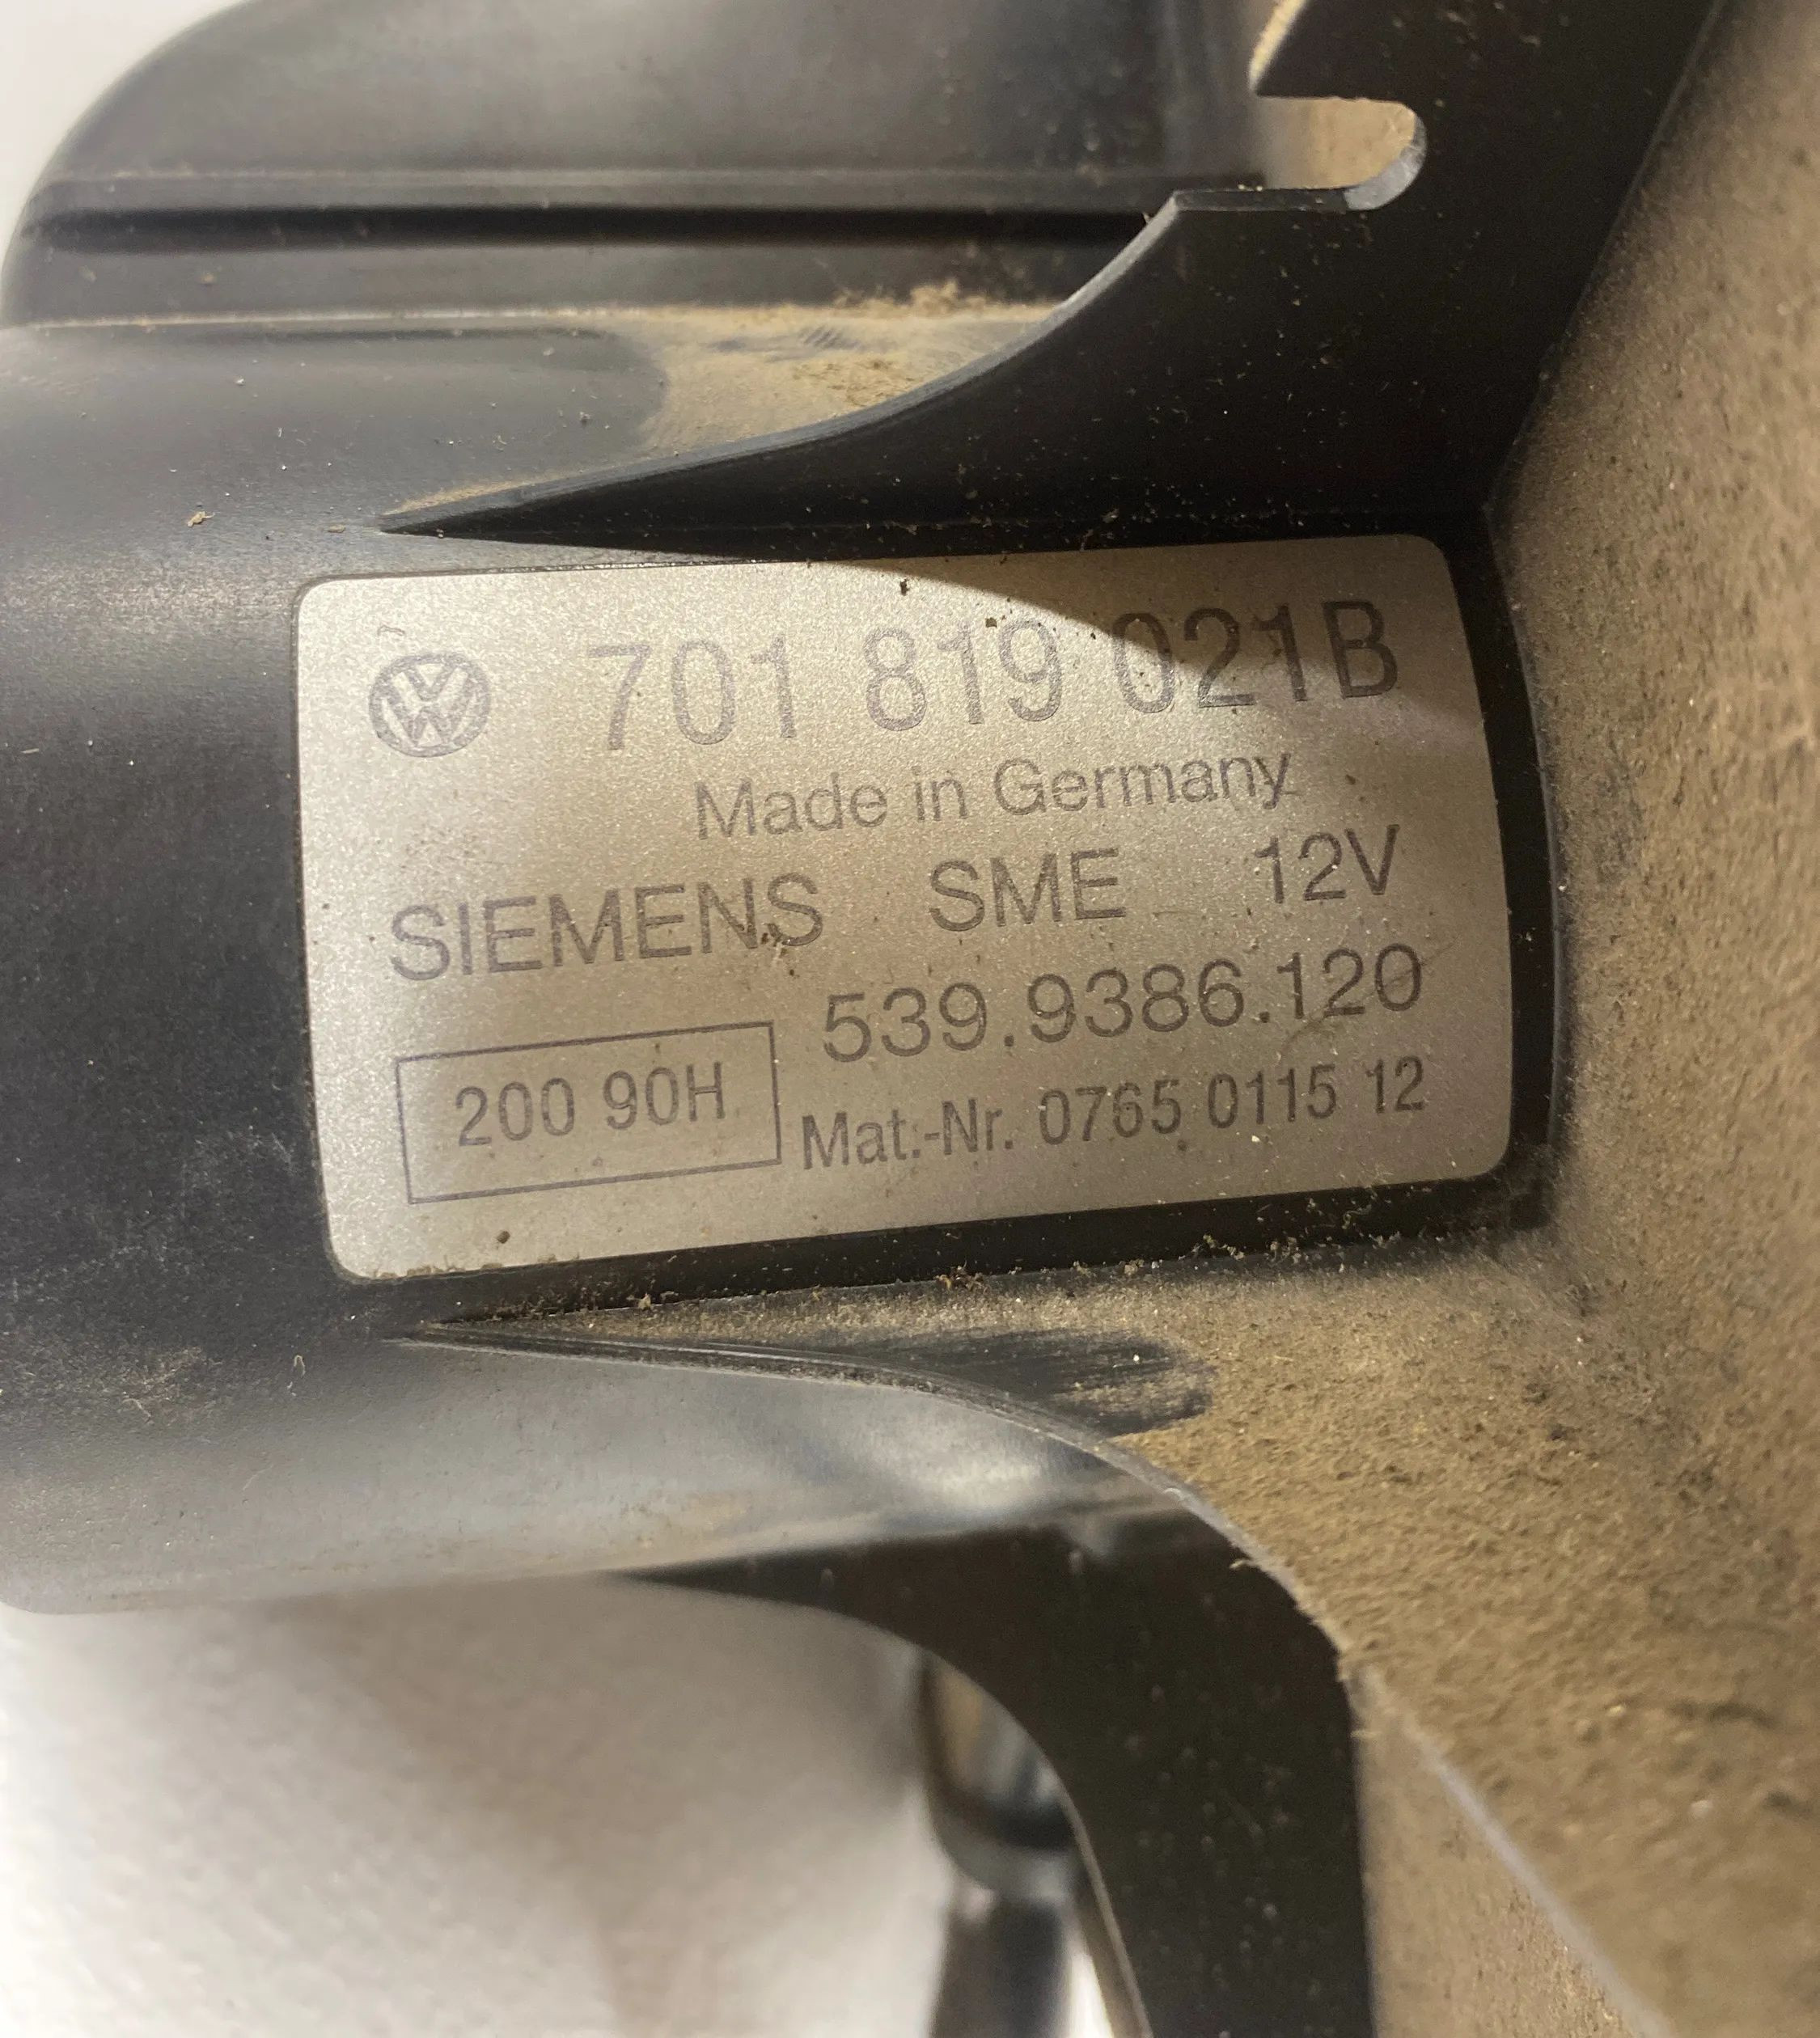 701 819 021B
Made in Germany
SIEMENS SME 12V
539.9386.120
200 90H
Mat.-Nr. 0765 0115 12